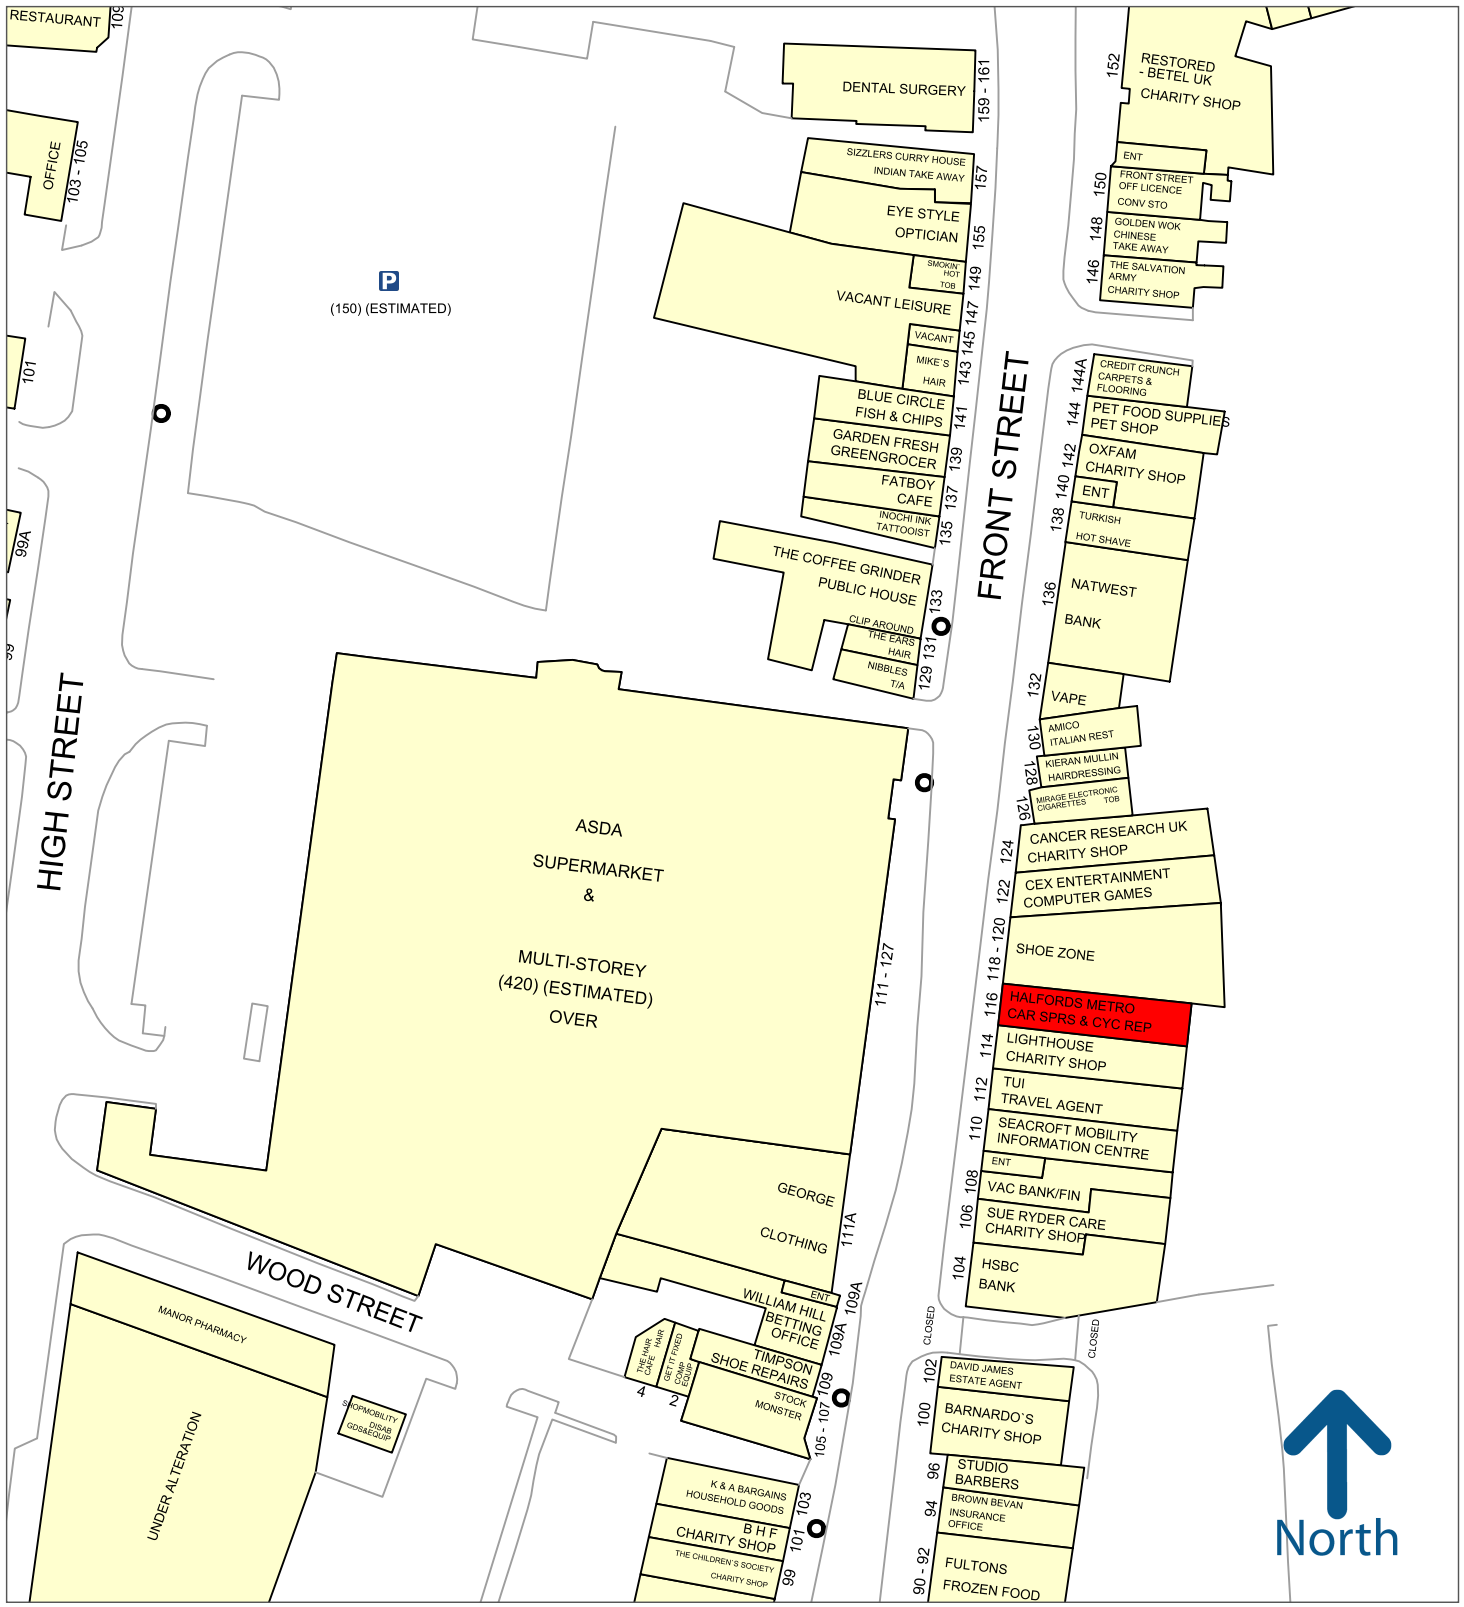 RESTAURANT
109
OFFICE
103 - 105
101
99A
99
HIGH STREET
P
(150) (ESTIMATED)
DENTAL SURGERY
159 - 161
SIZZLERS CURRY HOUSE
INDIAN TAKE AWAY
157
EYE STYLE
OPTICIAN
155
SMOKIN'
HOT
TOB
149
VACANT LEISURE
147
VACANT
145
MIKE`S
HAIR
143
BLUE CIRCLE
FISH & CHIPS
141
GARDEN FRESH
GREENGROCER
139
FATBOY
CAFE
137
INOCHI INK
TATTOOIST
135
THE COFFEE GRINDER
PUBLIC HOUSE
133
CLIP AROUND
THE EARS
HAIR
131
NIBBLES
T/A
129
FRONT STREET
152
RESTORED
- BETEL UK
CHARITY SHOP
ENT
150
FRONT STREET
OFF LICENCE
CONV STO
148
GOLDEN WOK
CHINESE
TAKE AWAY
146
THE SALVATION
ARMY
CHARITY SHOP
144A
CREDIT CRUNCH
CARPETS &
FLOORING
144
PET FOOD SUPPLIES
PET SHOP
142
OXFAM
CHARITY SHOP
140
ENT
138
TURKISH
HOT SHAVE
136
NATWEST
BANK
132
VAPE
130
AMICO
ITALIAN REST
128
KIERAN MULLIN
HAIRDRESSING
126
MIRAGE ELECTRONIC
CIGARETTES TOB
124
CANCER RESEARCH UK
CHARITY SHOP
122
CEX ENTERTAINMENT
COMPUTER GAMES
118 - 120
SHOE ZONE
116
HALFORDS METRO
CAR SPRS & CYC REP
114
LIGHTHOUSE
CHARITY SHOP
112
TUI
TRAVEL AGENT
110
SEACROFT MOBILITY
INFORMATION CENTRE
ENT
108
VAC BANK/FIN
106
SUE RYDER CARE
CHARITY SHOP
104
HSBC
BANK
CLOSED
CLOSED
102
DAVID JAMES
ESTATE AGENT
100
BARNARDO`S
CHARITY SHOP
96
STUDIO
BARBERS
94
BROWN BEVAN
INSURANCE
OFFICE
90 - 92
FULTONS
FROZEN FOOD
ASDA
SUPERMARKET
&
MULTI-STOREY
(420) (ESTIMATED)
OVER
111 - 127
GEORGE
CLOTHING
111A
ENT
109A
WILLIAM HILL
BETTING
OFFICE
109A
TIMPSON
SHOE REPAIRS
109
STOCK
MONSTER
105 - 107
THE HAIR
CAFE HAIR
4
GET IT FIXED
COMP
EQUIP
2
K & A BARGAINS
HOUSEHOLD GOODS
103
B H F
CHARITY SHOP
101
THE CHILDREN`S SOCIETY
CHARITY SHOP
99
WOOD STREET
MANOR PHARMACY
UNDER ALTERATION
SHOPMOBILITY
DISAB
GDS&EQUIP
North